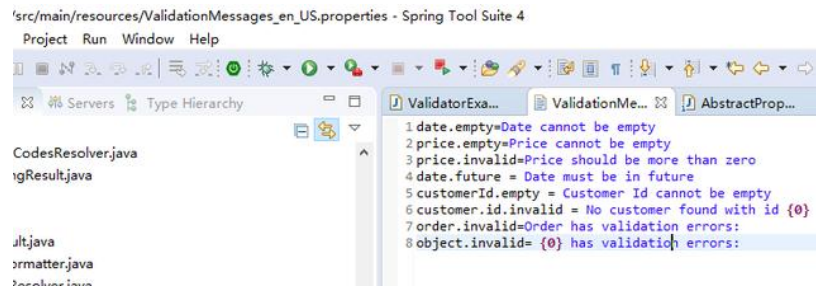 /src/main/resources/ValidationMessages_en_US.properties - Spring Tool Suite 4
Project Run Window Help
Servers Type Hierarchy
ValidatorExa... ValidationMe... AbstractProp...
CodesResolver.java
ngResult.java
ult.java
ormatter.java
Resolver.java
1 date.empty=Date cannot be empty
2 price.empty=Price cannot be empty
3 price.invalid=Price should be more than zero
4 date.future = Date must be in future
5 customerId.empty = Customer Id cannot be empty
6 customer.id.invalid = No customer found with id {0}
7 order.invalid=Order has validation errors:
8 object.invalid= {0} has validation errors: